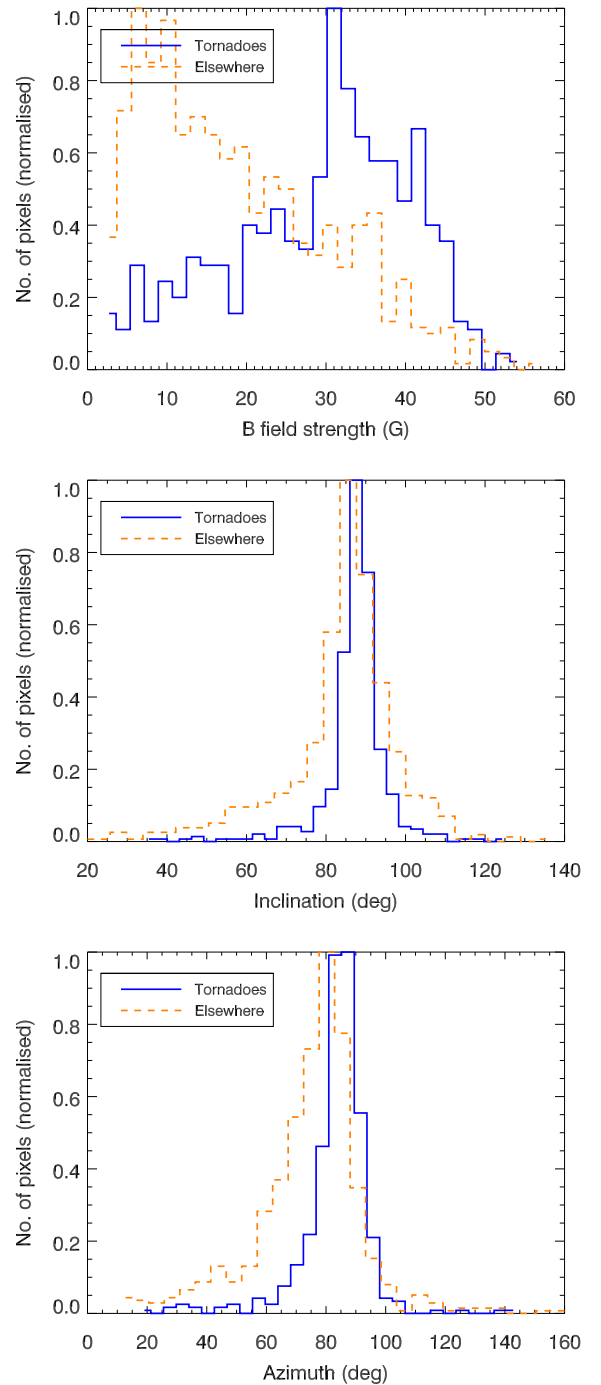 No. of pixels (normalised)
1.0
0.8
0.6
0.4
0.2
0.0
Tornadoes
Elsewhere
0 10 20 30 40 50 60
B field strength (G)
No. of pixels (normalised)
1.0
0.8
0.6
0.4
0.2
0.0
Tornadoes
Elsewhere
20 40 60 80 100 120 140
Inclination (deg)
No. of pixels (normalised)
1.0
0.8
0.6
0.4
0.2
0.0
Tornadoes
Elsewhere
0 20 40 60 80 100 120 140 160
Azimuth (deg)